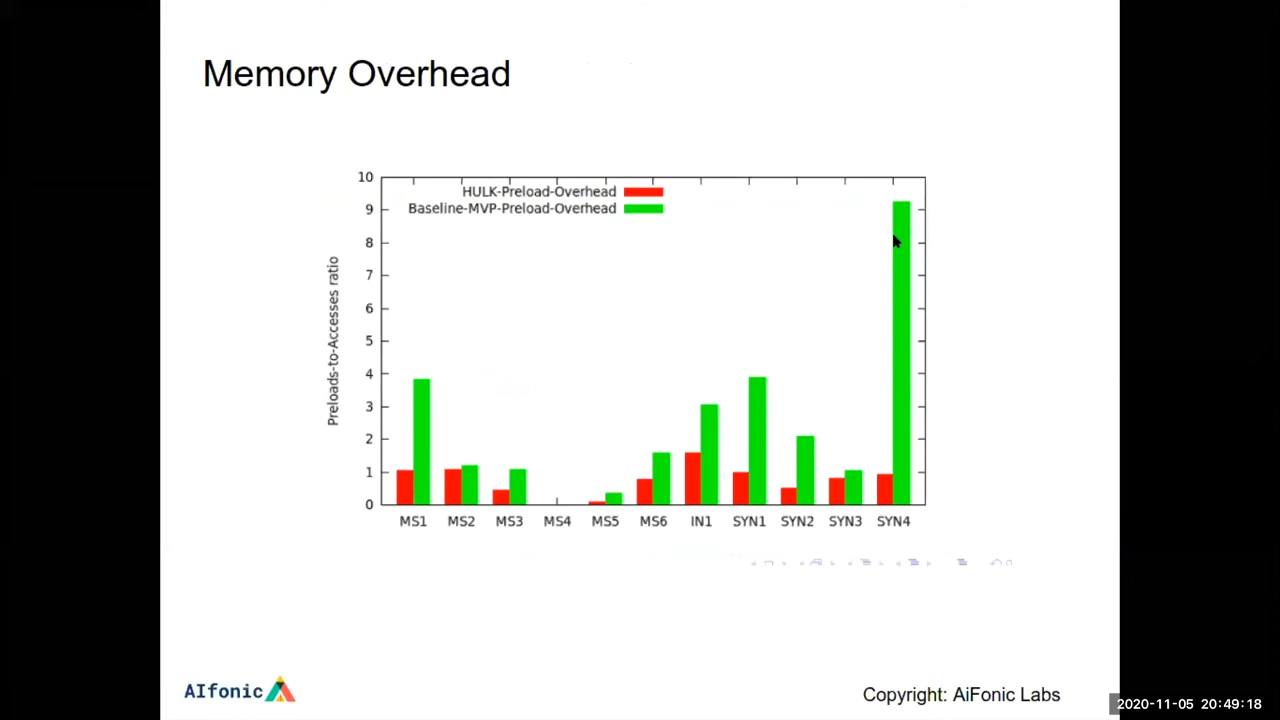 Memory Overhead
10
HULK-Preload-Overhead
9
Baseline-MVP-Preload-Overhead
8
7
6
5
4
3
2
1
0
Preloads-to-Accesses ratio
MS1 MS2 MS3 MS4 MS5 MS6 IN1 SYN1 SYN2 SYN3 SYN4
AIfonic
Copyright: AiFonic Labs
2020-11-05 20:49:18